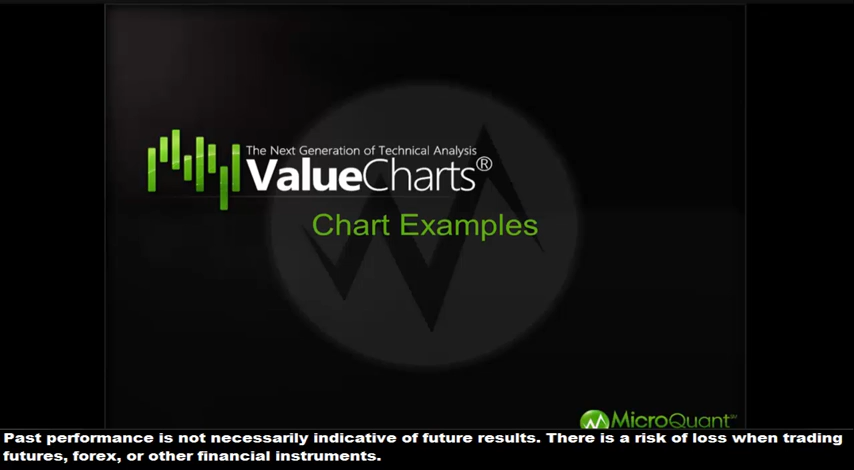 The Next Generation of Technical Analysis
ValueCharts®
Chart Examples
MicroQuant℠
Past performance is not necessarily indicative of future results. There is a risk of loss when trading
futures, forex, or other financial instruments.